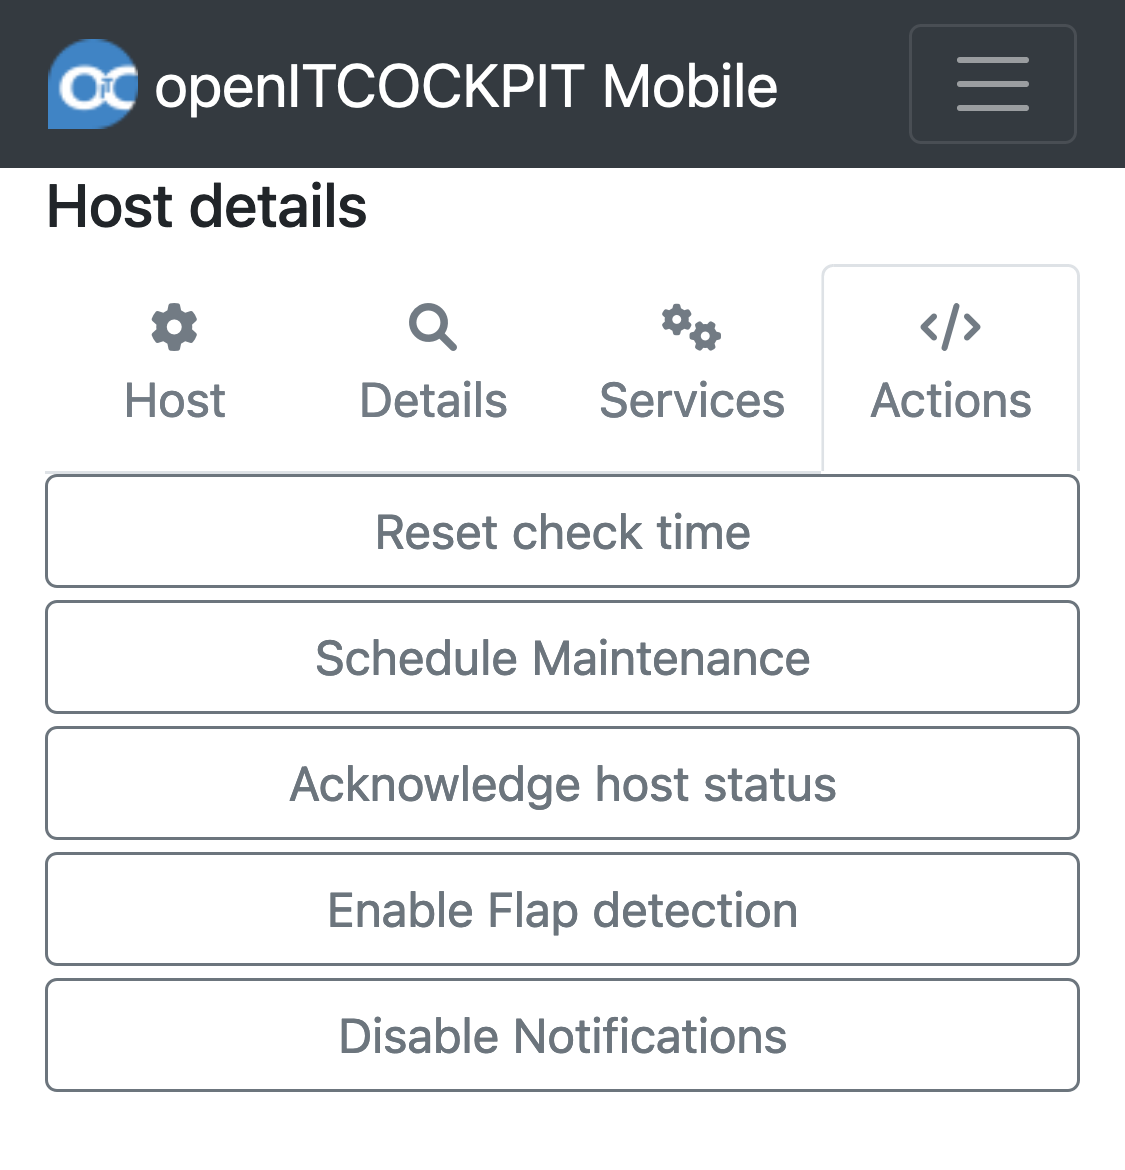 openITCOCKPIT Mobile
Host details
Host Details Services Actions
Reset check time
Schedule Maintenance
Acknowledge host status
Enable Flap detection
Disable Notifications